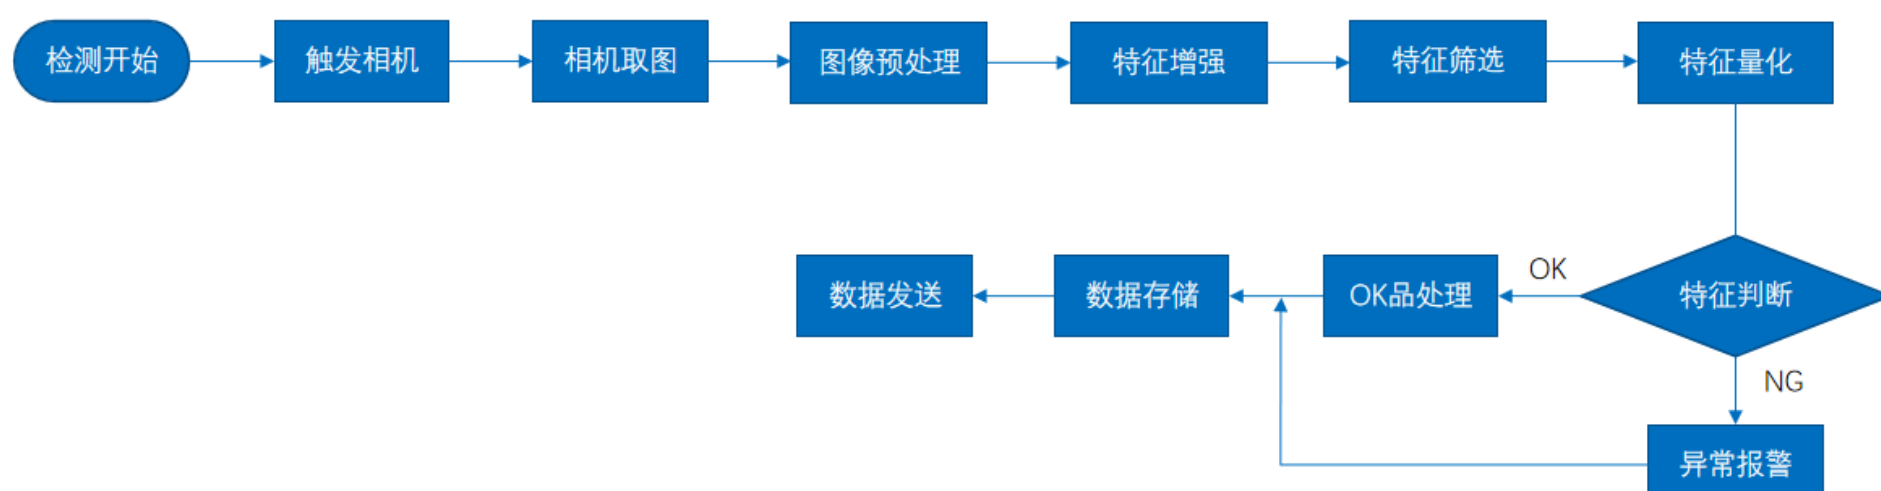 检测开始
触发相机
相机取图
图像预处理
特征增强
特征筛选
特征量化
特征判断
OK
OK品处理
数据存储
数据发送
NG
异常报警